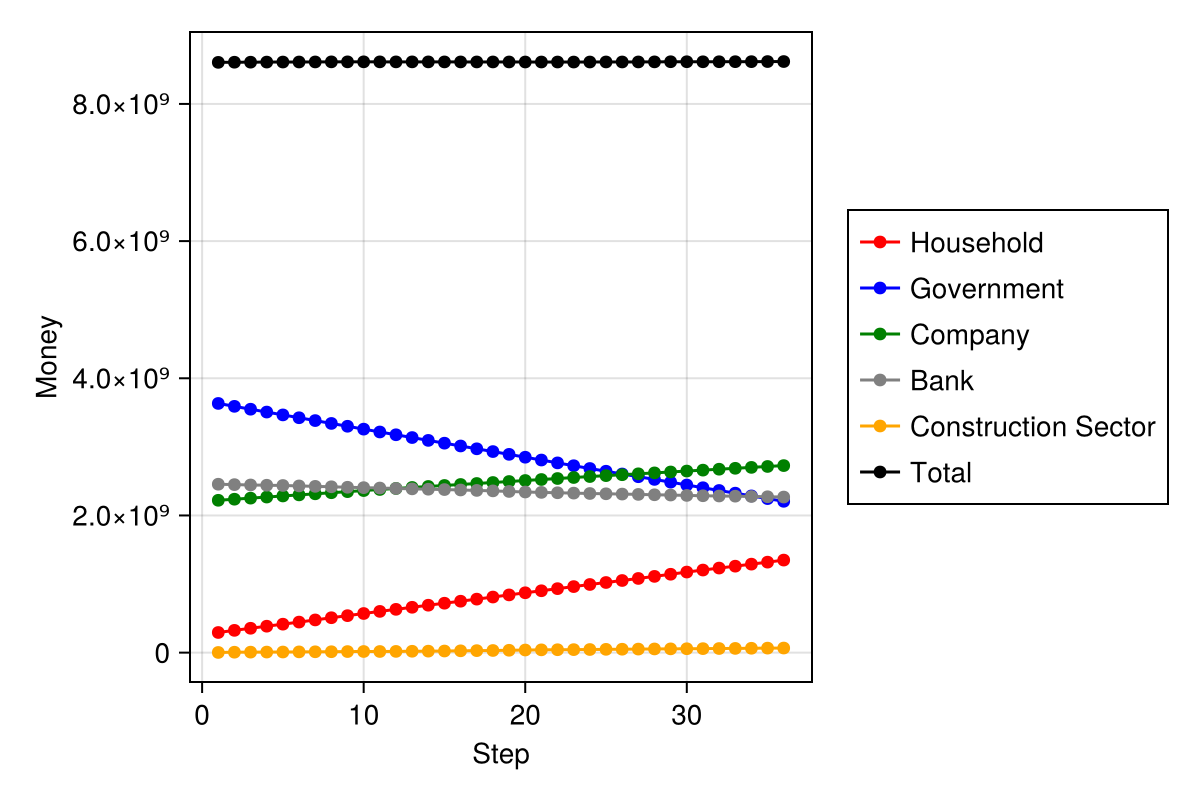 8.0×10⁹
6.0×10⁹
4.0×10⁹
2.0×10⁹
0
Money
0 10 20 30
Step
Household
Government
Company
Bank
Construction Sector
Total